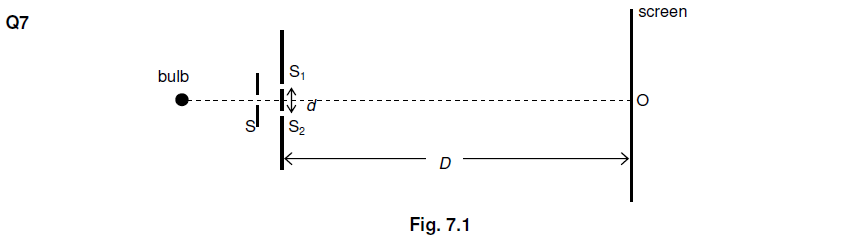 Q7
screen
bulb
S₁
d
O
S
S₂
D
Fig. 7.1